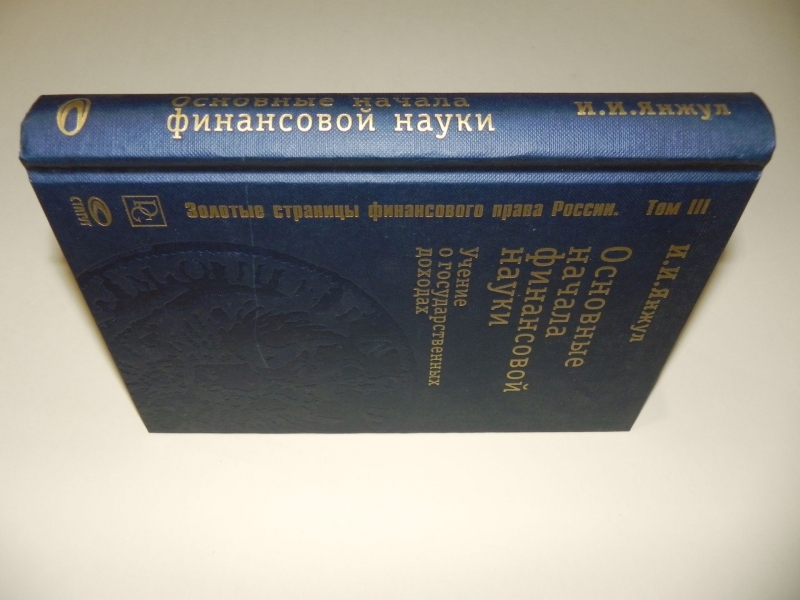 Основные начала
финансовой науки
И.И.Янжул
СТАТУТ
Золотые страницы финансового права России. Том III
И.И.Янжул
Основные
начала
финансовой
науки
Учение
о государственных
доходах